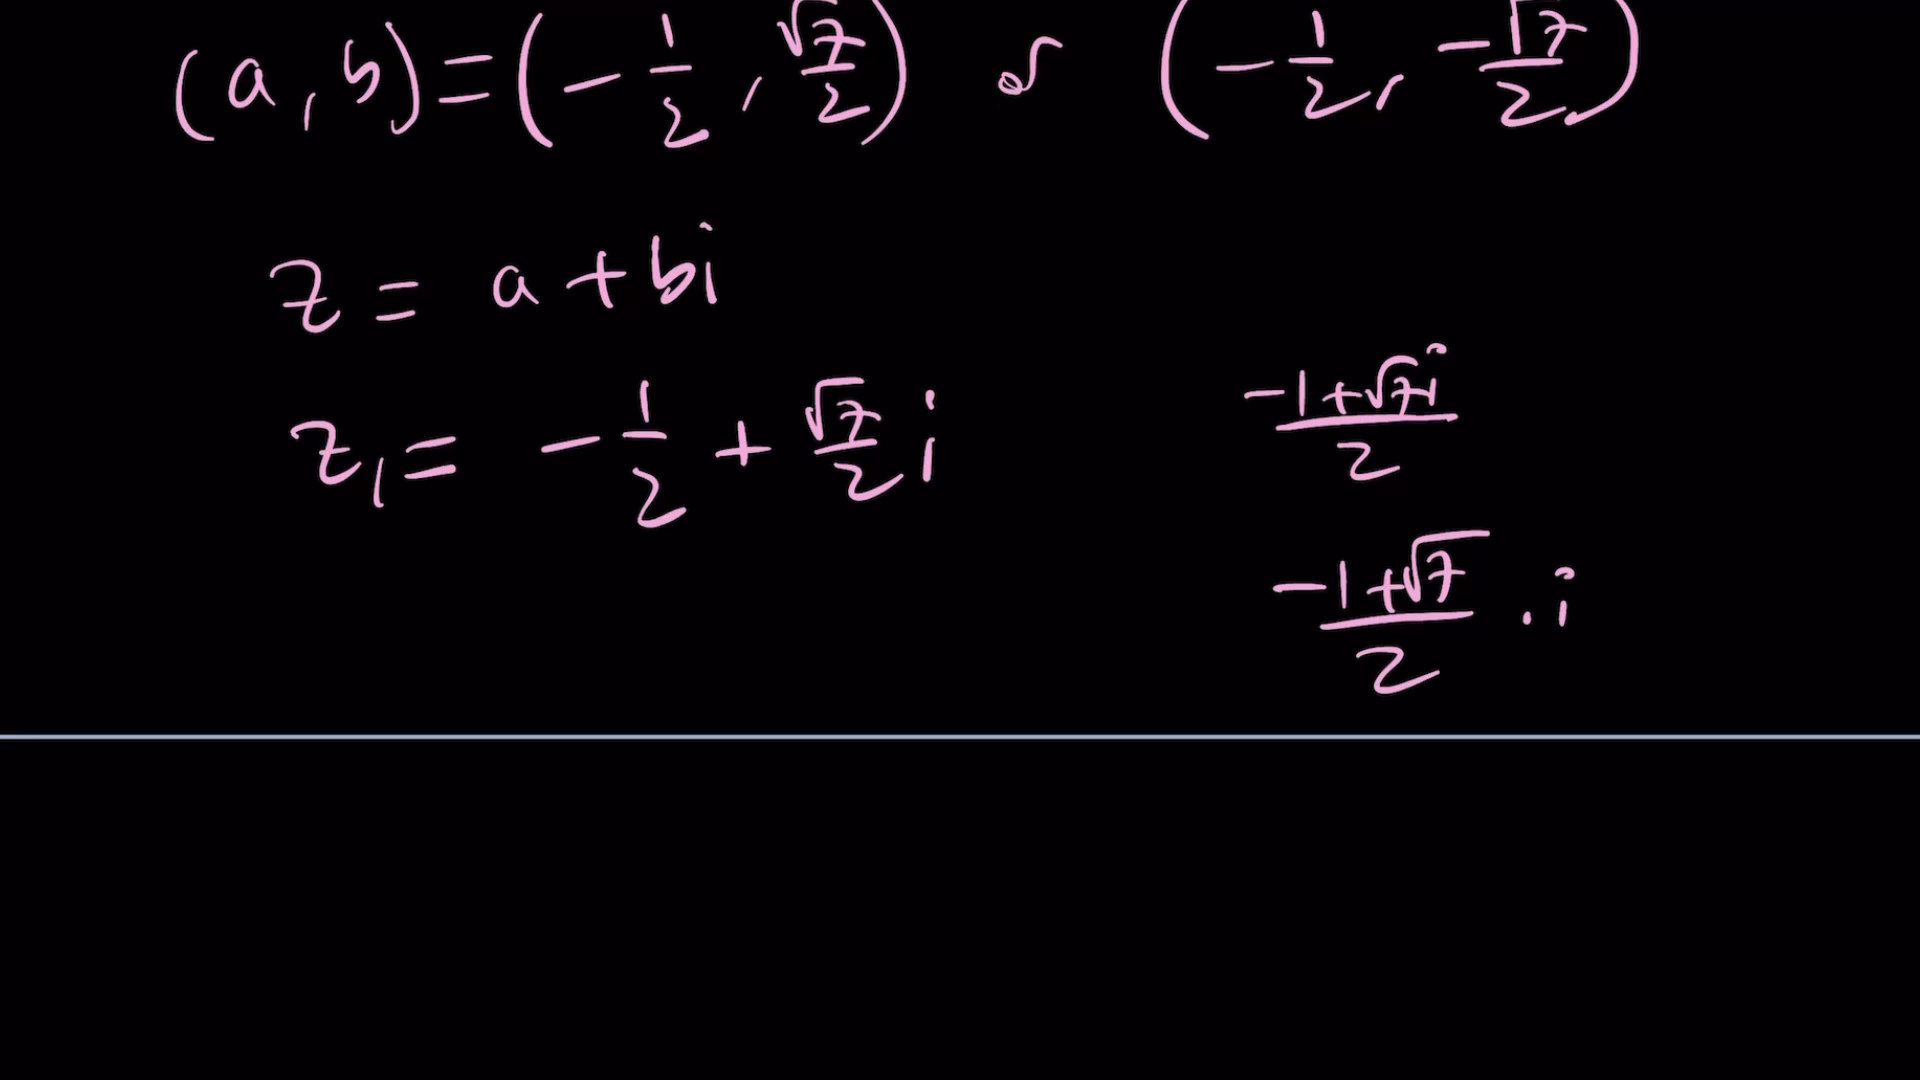 (a, b) = (-1/2, √7/2) or (-1/2, -√7/2)
z = a + bi
z₁ = -1/2 + √7/2 i
-1+√7i/2
-1+√7/2 . i